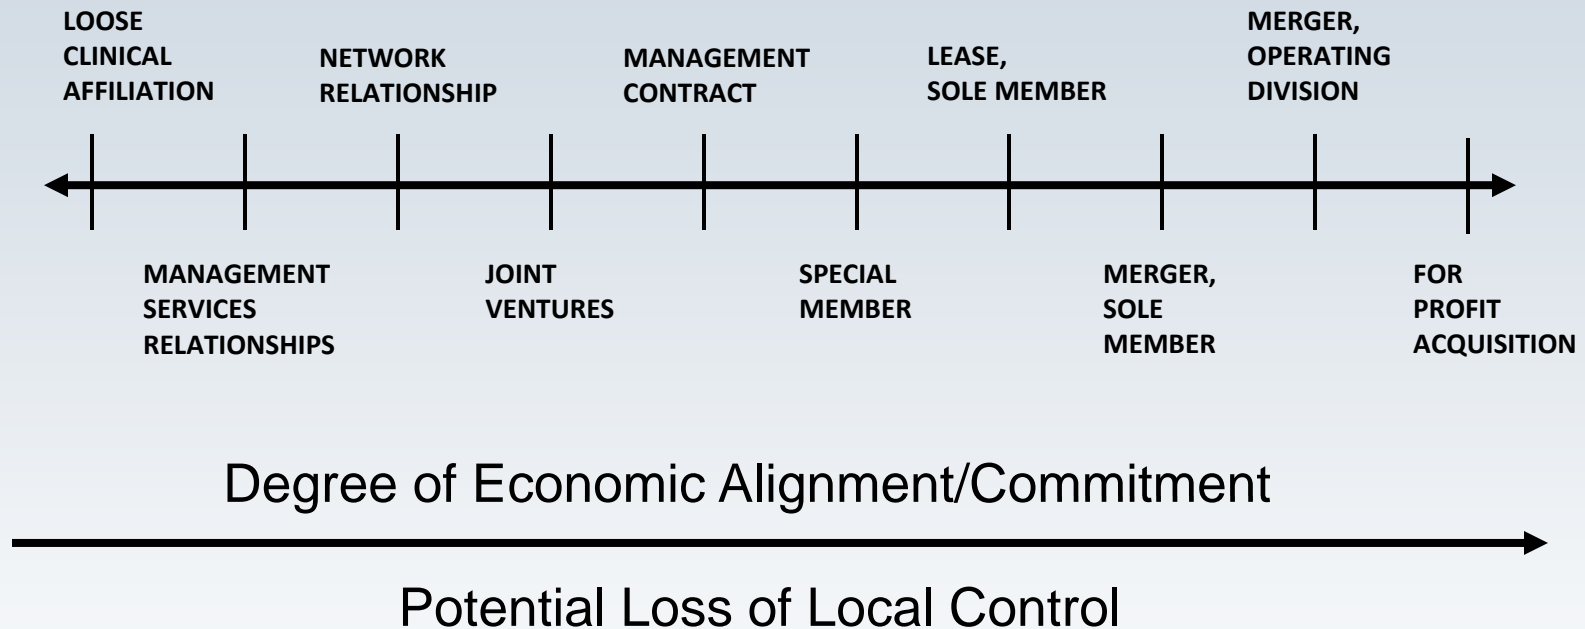 LOOSE
CLINICAL
AFFILIATION
NETWORK
RELATIONSHIP
MANAGEMENT
CONTRACT
LEASE,
SOLE MEMBER
MERGER,
OPERATING
DIVISION
MANAGEMENT
SERVICES
RELATIONSHIPS
JOINT
VENTURES
SPECIAL
MEMBER
MERGER,
SOLE
MEMBER
FOR
PROFIT
ACQUISITION
Degree of Economic Alignment/Commitment
Potential Loss of Local Control